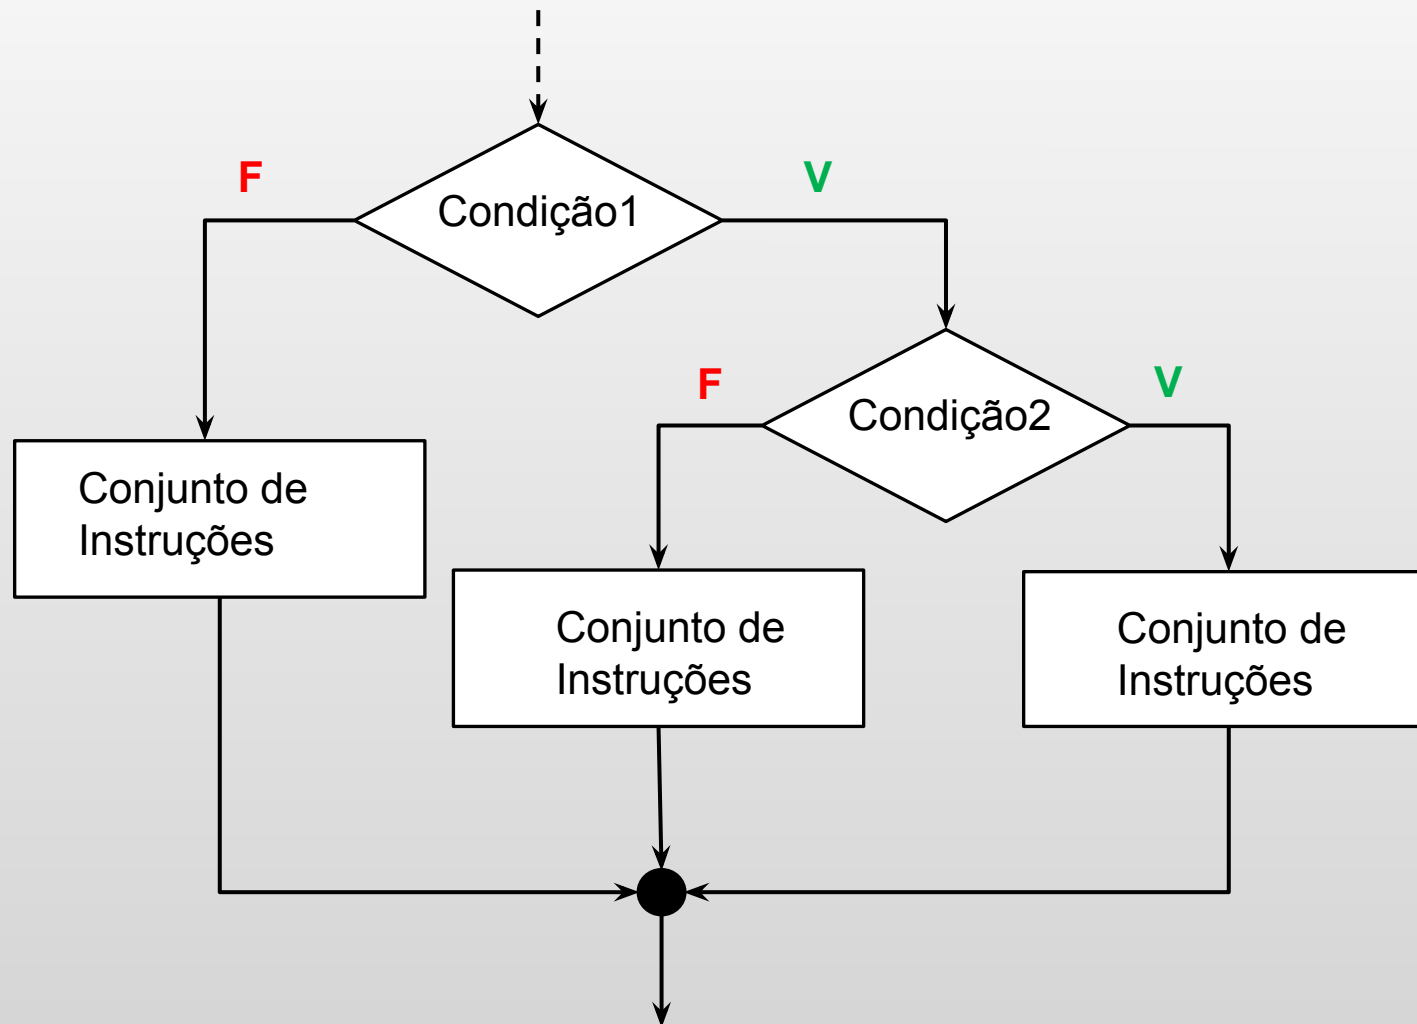 F
V
Condição1
F
V
Condição2
Conjunto de
Instruções
Conjunto de
Instruções
Conjunto de
Instruções